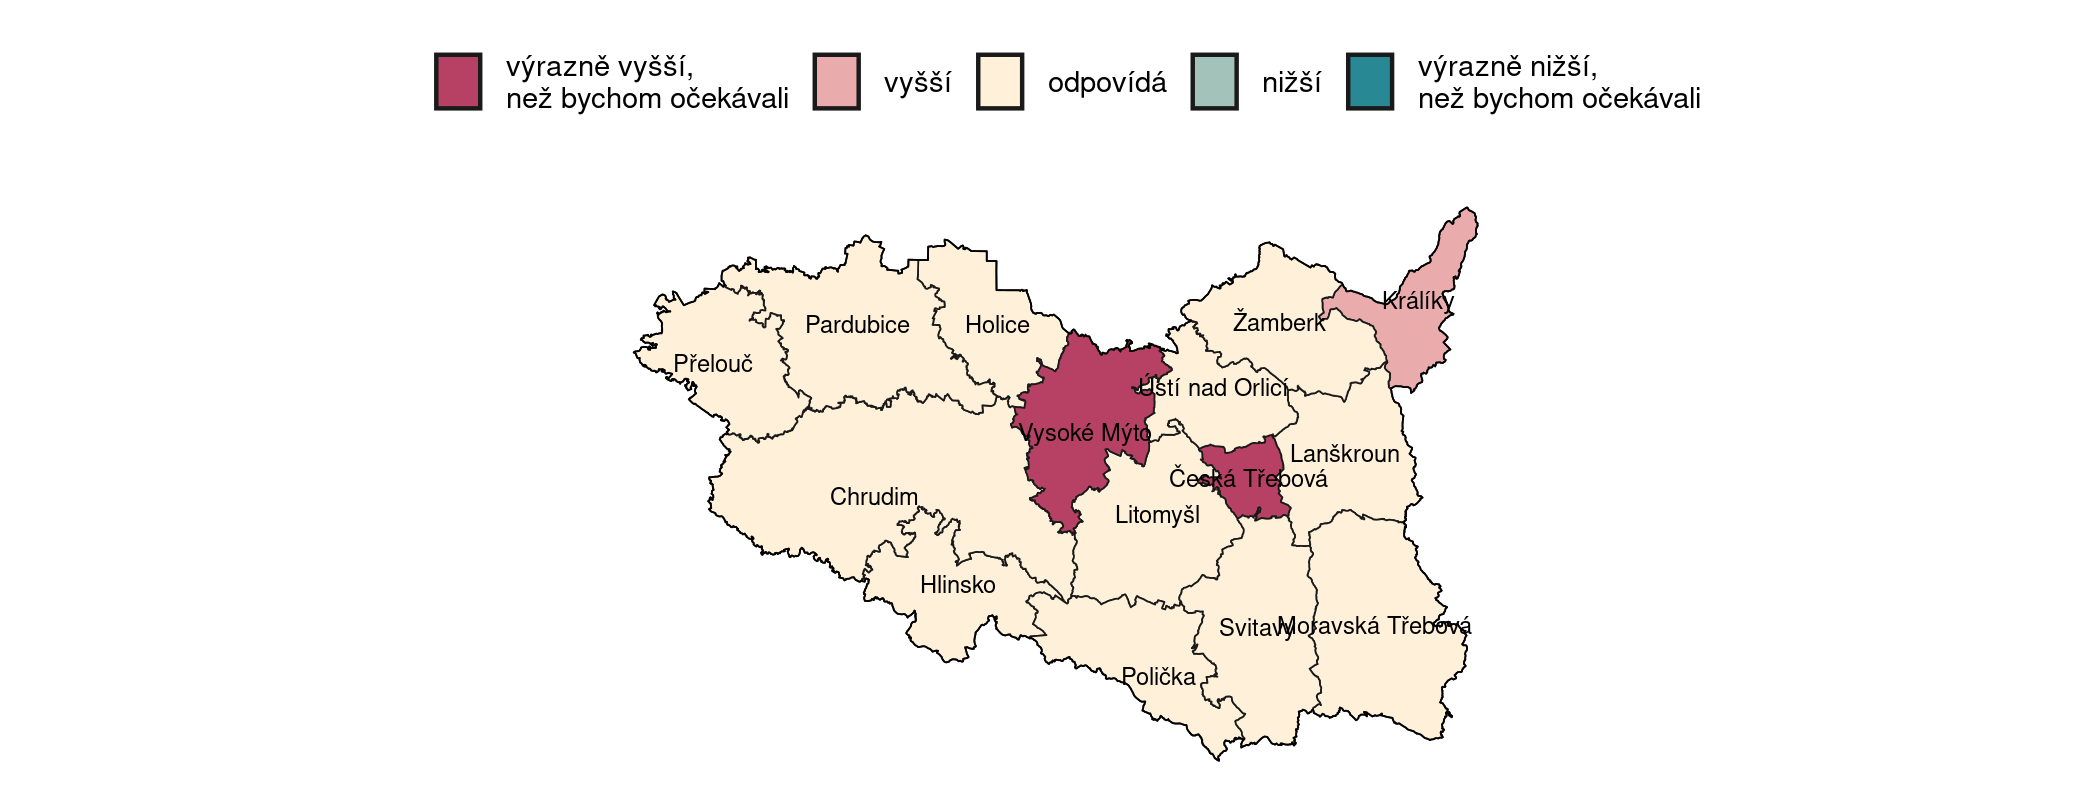 výrazně vyšší,
než bychom očekávali
vyšší
odpovídá
nižší
výrazně nižší,
než bychom očekávali
Králíky
Žamberk
Pardubice
Holice
Přelouč
Ústí nad Orlicí
Vysoké Mýto
Lanškroun
Česká Třebová
Chrudim
Litomyšl
Hlinsko
Svitavy
Moravská Třebová
Polička